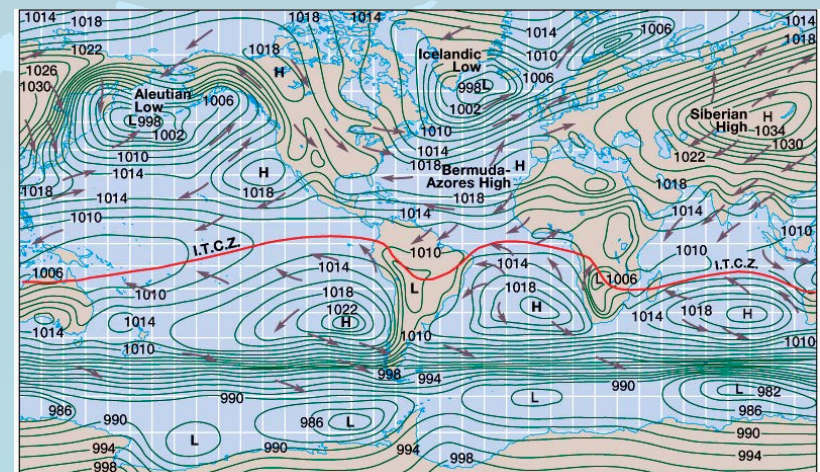 1014
1018
1018
1014
1014
1006
1014
1018
1022
1018
Icelandic
Low
1010
1026
1030
H
998 L
1006
Aleutian
Low
1006
1002
L 998
1002
Siberian
High
H
1034
1030
1010
1010
1014
1014
1022
1018
H
Bermuda-
Azores High
H
1018
1018
1018
1014
1018
1014
1014
1010
1010
I.T.C.Z.
1010
1010
1014
1014
1006
L
L 1006
I.T.C.Z.
1010
1018
1018
1018
1022
H
H
H
1014
1014
1014
1010
1010
1010
998
994
990
L 982
990
L
986
986
990
986
L
L
990
994
990
994
994
998
998